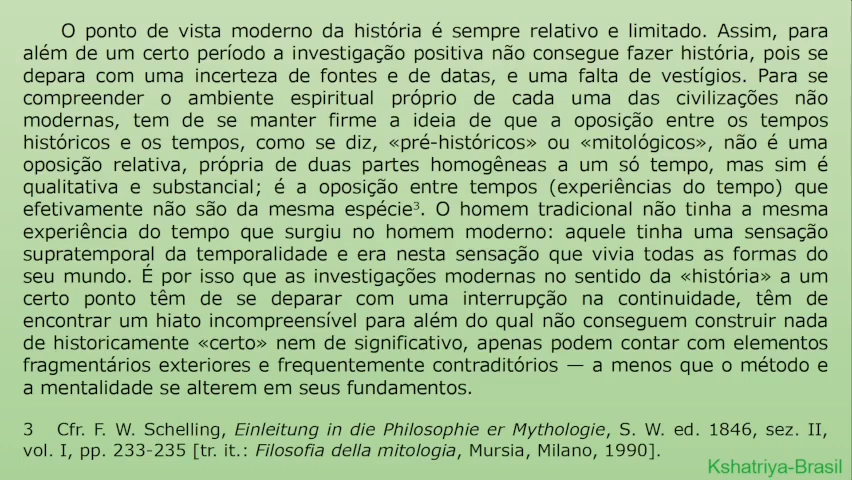 O ponto de vista moderno da história é sempre relativo e limitado. Assim, para
além de um certo período a investigação positiva não consegue fazer história, pois se
depara com uma incerteza de fontes e de datas, e uma falta de vestígios. Para se
compreender o ambiente espiritual próprio de cada uma das civilizações não
modernas, tem de se manter firme a ideia de que a oposição entre os tempos
históricos e os tempos, como se diz, «pré-históricos» ou «mitológicos», não é uma
oposição relativa, própria de duas partes homogêneas a um só tempo, mas sim é
qualitativa e substancial; é a oposição entre tempos (experiências do tempo) que
efetivamente não são da mesma espécie³. O homem tradicional não tinha a mesma
experiência do tempo que surgiu no homem moderno: aquele tinha uma sensação
supratemporal da temporalidade e era nesta sensação que vivia todas as formas do
seu mundo. É por isso que as investigações modernas no sentido da «história» a um
certo ponto têm de se deparar com uma interrupção na continuidade, têm de
encontrar um hiato incompreensível para além do qual não conseguem construir nada
de historicamente «certo» nem de significativo, apenas podem contar com elementos
fragmentários exteriores e frequentemente contraditórios — a menos que o método e
a mentalidade se alterem em seus fundamentos.
3 Cfr. F. W. Schelling, Einleitung in die Philosophie er Mythologie, S. W. ed. 1846, sez. II,
vol. I, pp. 233-235 [tr. it.: Filosofia della mitologia, Mursia, Milano, 1990].
Kshatriya-Brasil